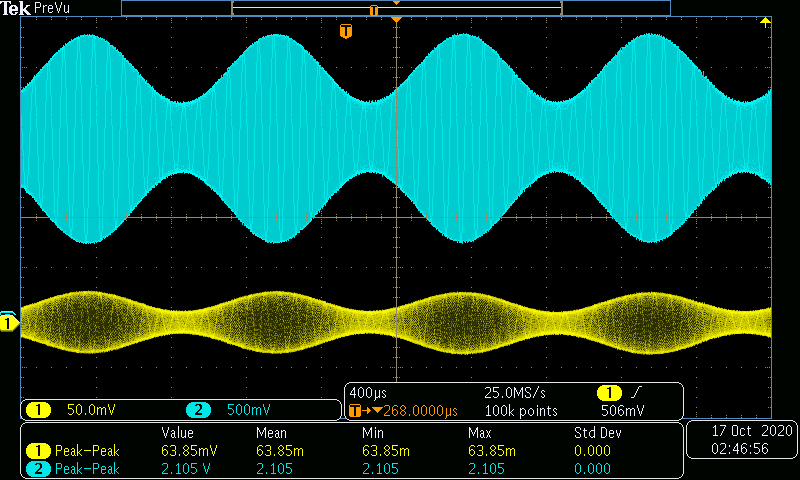 Tek PreVu
T
T
1
1 50.0mV 2 500mV
400µs 25.0MS/s 1
T→▼268.0000µs 100k points 506mV
Value Mean Min Max Std Dev
1 Peak–Peak 63.85mV 63.85m 63.85m 63.85m 0.000
2 Peak–Peak 2.105 V 2.105 2.105 2.105 0.000
17 Oct 2020
02:46:56